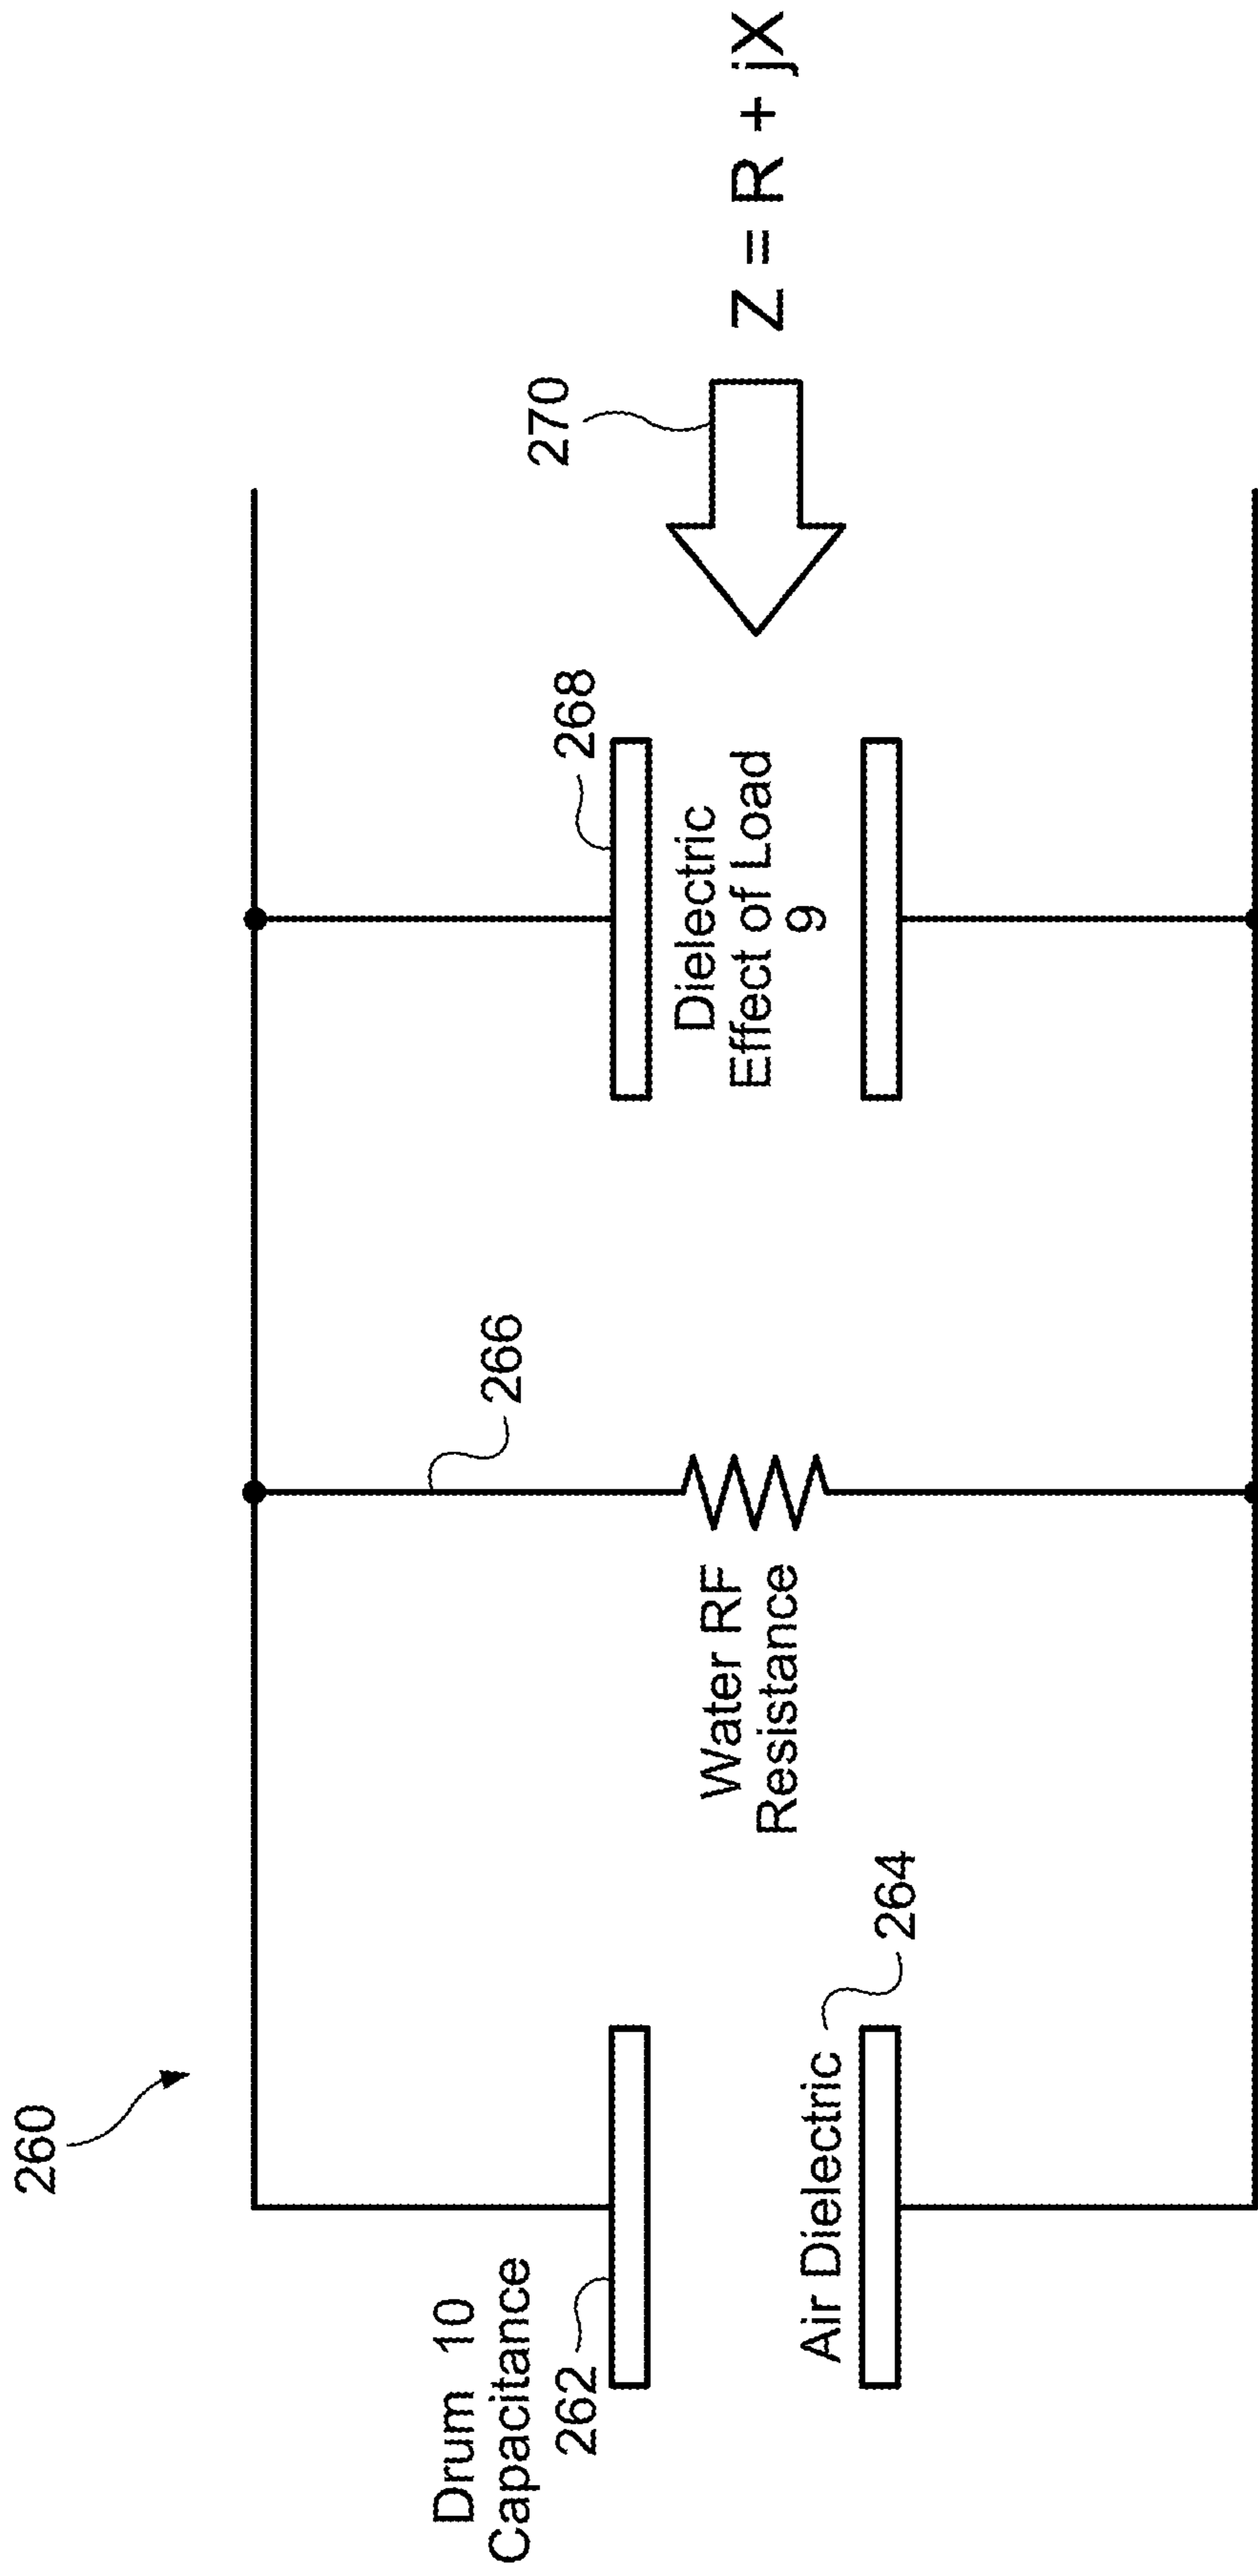 260
Drum 10
Capacitance
262
Air Dielectric
264
Water RF
Resistance
266
Dielectric
Effect of Load
9
268
270
Z = R + jX